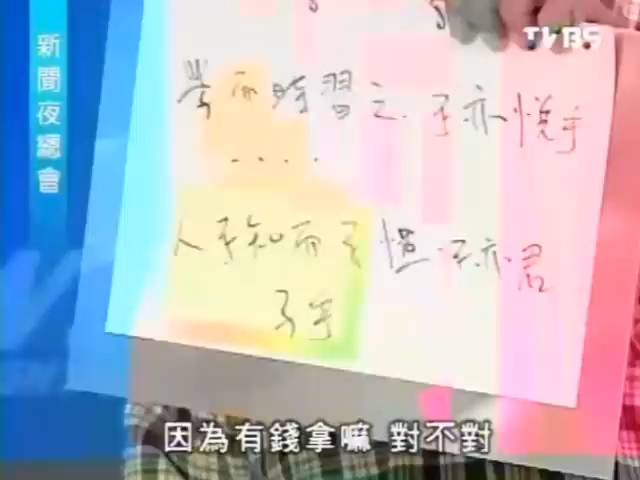 TVBS
新聞夜總會
學而時習之.不亦悅乎
....
人不知而不慍.不亦君
子乎
因為有錢拿嘛 對不對